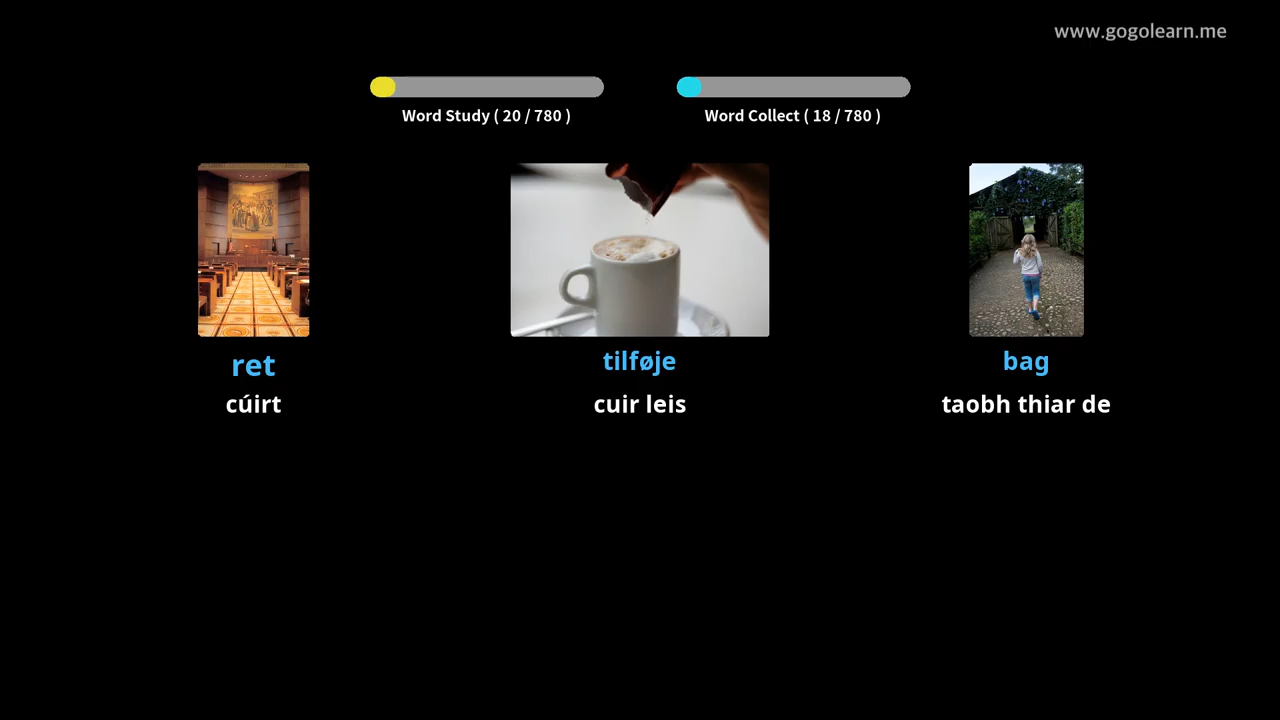 www.gogolearn.me
Word Study ( 20 / 780 )
Word Collect ( 18 / 780 )
ret
tilføje
bag
cúirt
cuir leis
taobh thiar de